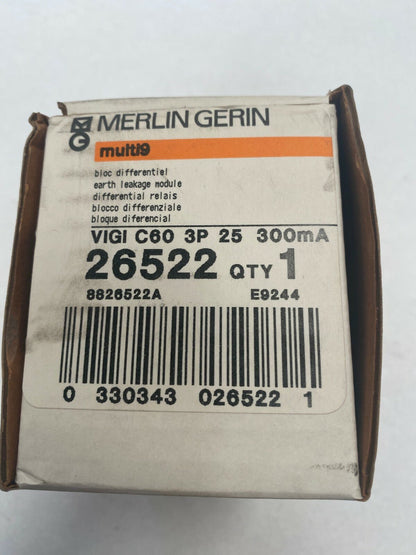 MERLIN GERIN
multi9
bloc differentiel
earth leakage module
differential relais
blocco differenziale
bloque diferencial
VIGI C60 3P 25 300mA
26522 QTY 1
8826522A E9244
0 330343 026522 1